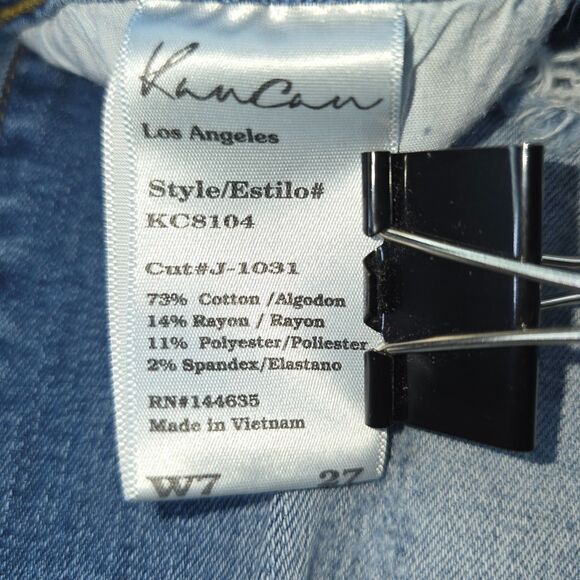 KanCan
Los Angeles
Style/Estilo#
KC8104
Cut#J-1031
73% Cotton /Algodon
14% Rayon / Rayon
11% Polyester/Poliester
2% Spandex/Elastano
RN#144635
Made in Vietnam
W7 27